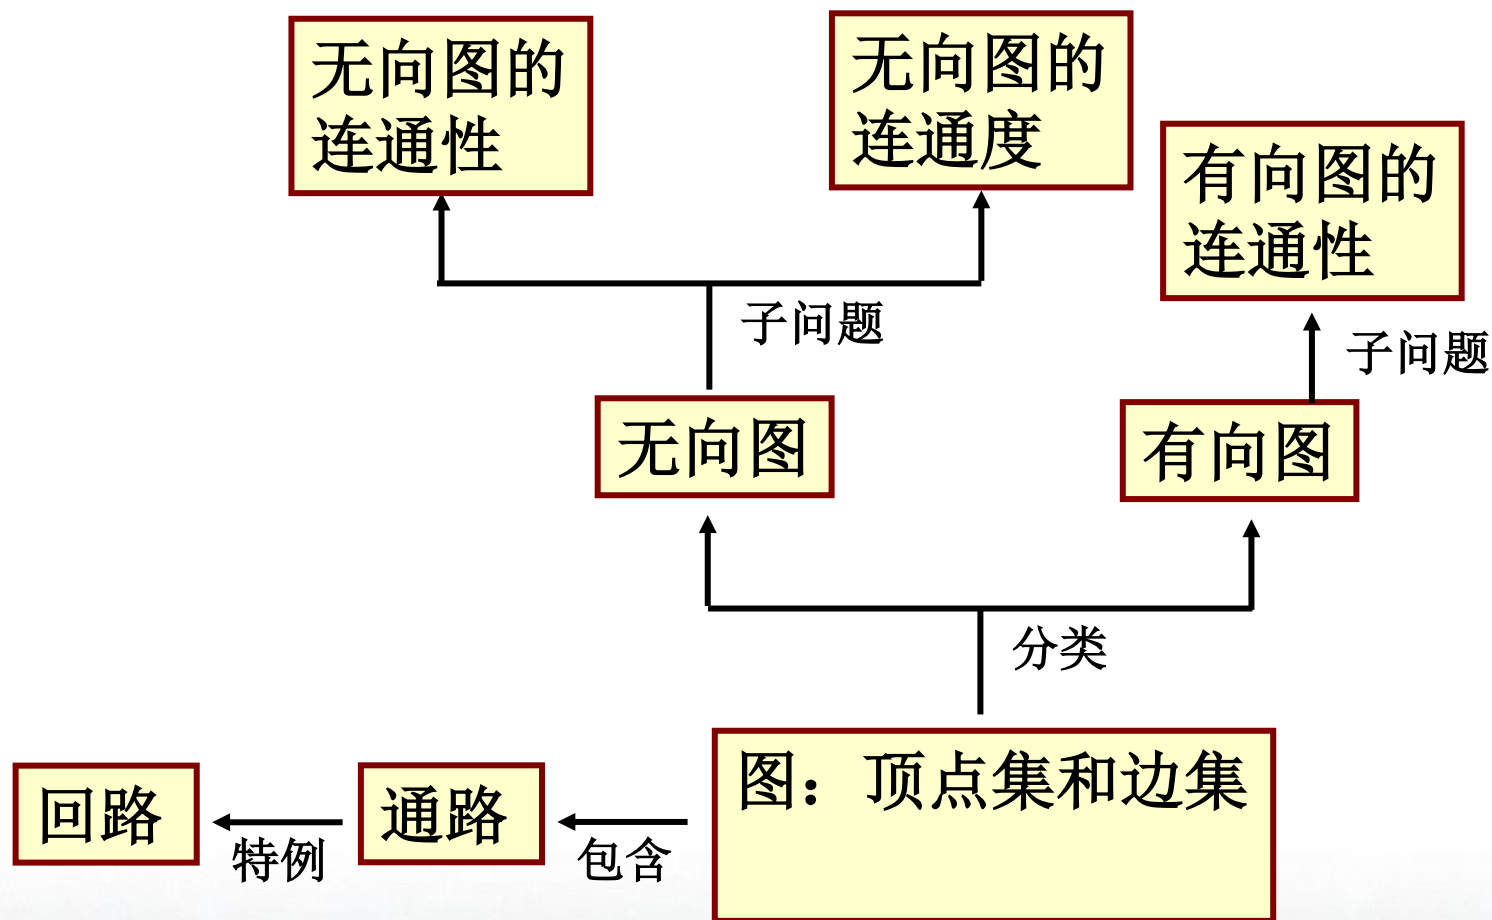 无向图的
连通性
无向图的
连通度
有向图的
连通性
子问题
子问题
无向图
有向图
分类
图：顶点集和边集
回路
特例
通路
包含